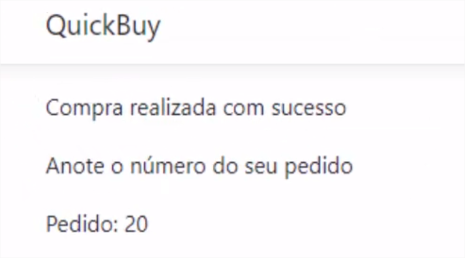 QuickBuy
Compra realizada com sucesso
Anote o número do seu pedido
Pedido: 20